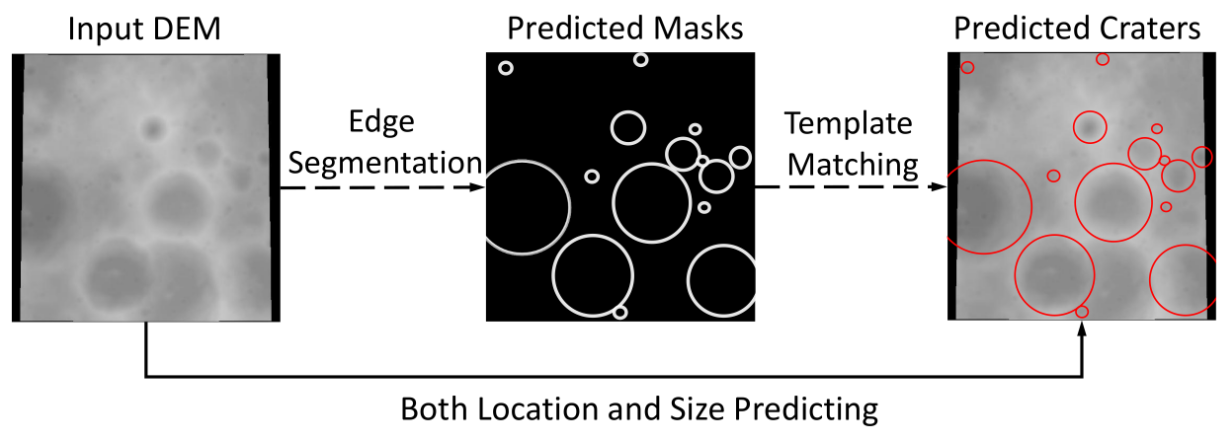 Input DEM
Predicted Masks
Predicted Craters
Edge
Segmentation
Template
Matching
Both Location and Size Predicting